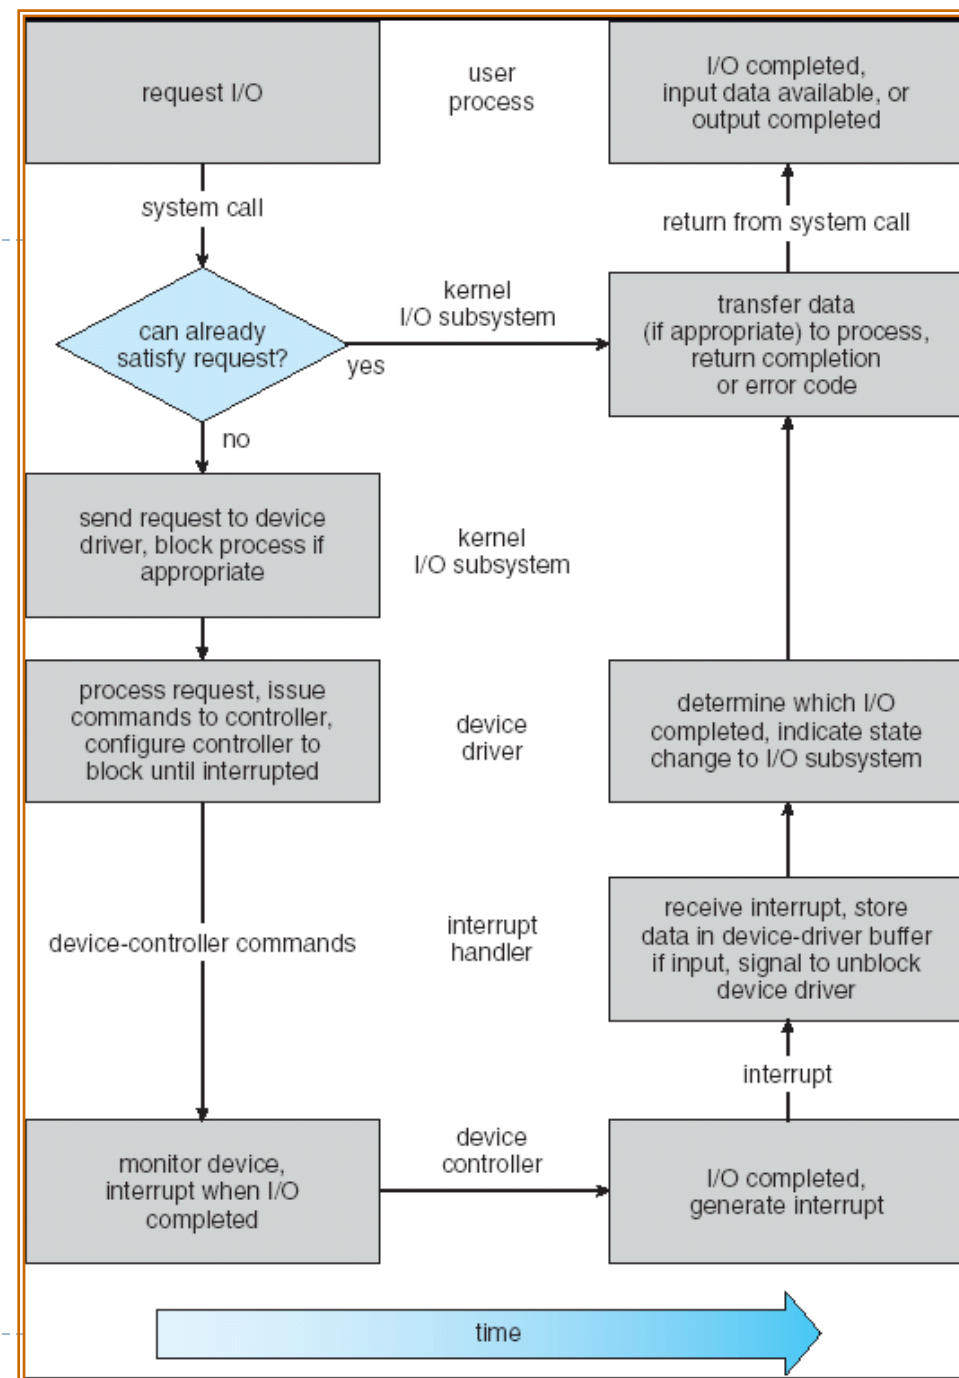 request I/O
user
process
I/O completed,
input data available, or
output completed
system call
return from system call
can already
satisfy request?
kernel
I/O subsystem
yes
transfer data
(if appropriate) to process,
return completion
or error code
no
send request to device
driver, block process if
appropriate
kernel
I/O subsystem
process request, issue
commands to controller,
configure controller to
block until interrupted
device
driver
determine which I/O
completed, indicate state
change to I/O subsystem
device-controller commands
interrupt
handler
receive interrupt, store
data in device-driver buffer
if input, signal to unblock
device driver
interrupt
monitor device,
interrupt when I/O
completed
device
controller
I/O completed,
generate interrupt
time